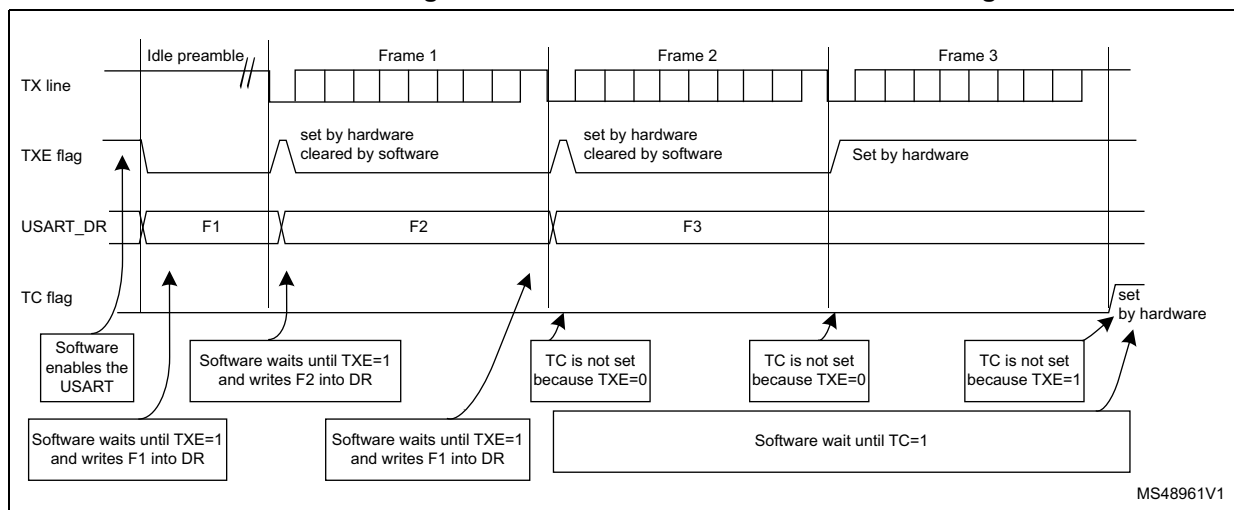 Idle preamble
Frame 1
Frame 2
Frame 3
TX line
TXE flag
set by hardware
cleared by software
set by hardware
cleared by software
Set by hardware
USART_DR
F1
F2
F3
TC flag
set
by hardware
Software
enables the
USART
Software waits until TXE=1
and writes F2 into DR
TC is not set
because TXE=0
TC is not set
because TXE=0
TC is not set
because TXE=1
Software waits until TXE=1
and writes F1 into DR
Software waits until TXE=1
and writes F1 into DR
Software wait until TC=1
MS48961V1